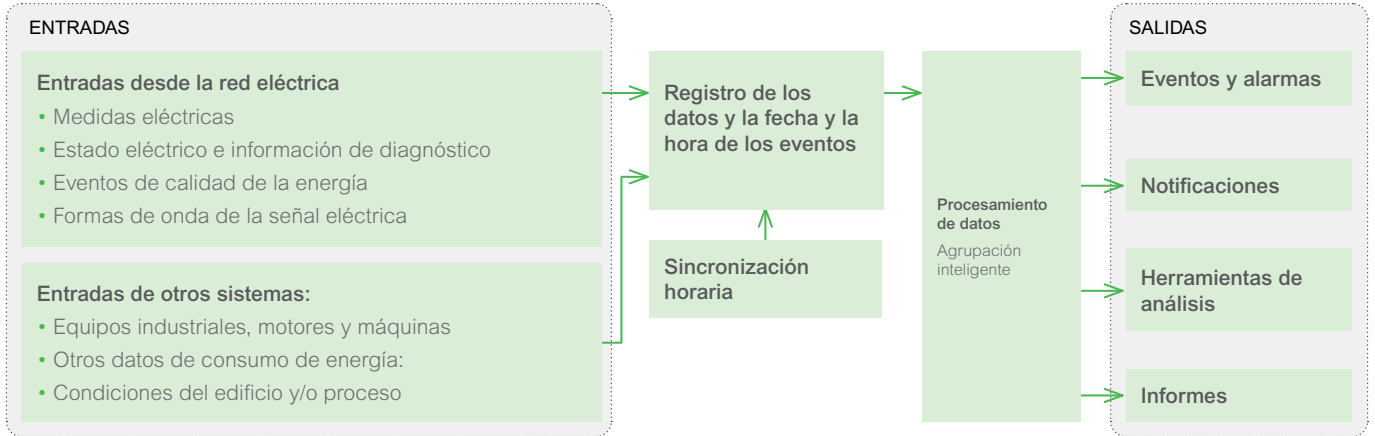 ENTRADAS
Entradas desde la red eléctrica
• Medidas eléctricas
• Estado eléctrico e información de diagnóstico
• Eventos de calidad de la energía
• Formas de onda de la señal eléctrica
Entradas de otros sistemas:
• Equipos industriales, motores y máquinas
• Otros datos de consumo de energía:
• Condiciones del edificio y/o proceso
Registro de los
datos y la fecha y la
hora de los eventos
Sincronización
horaria
Procesamiento
de datos
Agrupación
inteligente
SALIDAS
Eventos y alarmas
Notificaciones
Herramientas de
análisis
Informes